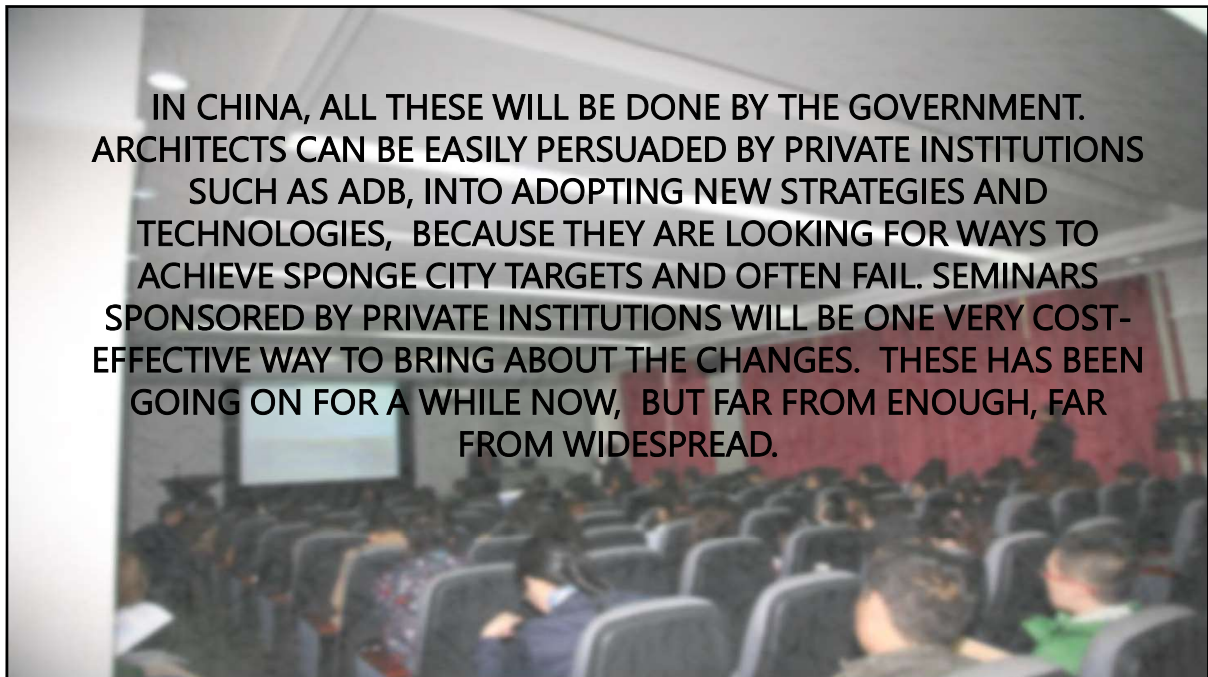 IN CHINA, ALL THESE WILL BE DONE BY THE GOVERNMENT.
ARCHITECTS CAN BE EASILY PERSUADED BY PRIVATE INSTITUTIONS
SUCH AS ADB, INTO ADOPTING NEW STRATEGIES AND
TECHNOLOGIES,  BECAUSE THEY ARE LOOKING FOR WAYS TO
ACHIEVE SPONGE CITY TARGETS AND OFTEN FAIL. SEMINARS
SPONSORED BY PRIVATE INSTITUTIONS WILL BE ONE VERY COST-
EFFECTIVE WAY TO BRING ABOUT THE CHANGES.  THESE HAS BEEN
GOING ON FOR A WHILE NOW,  BUT FAR FROM ENOUGH, FAR
FROM WIDESPREAD.